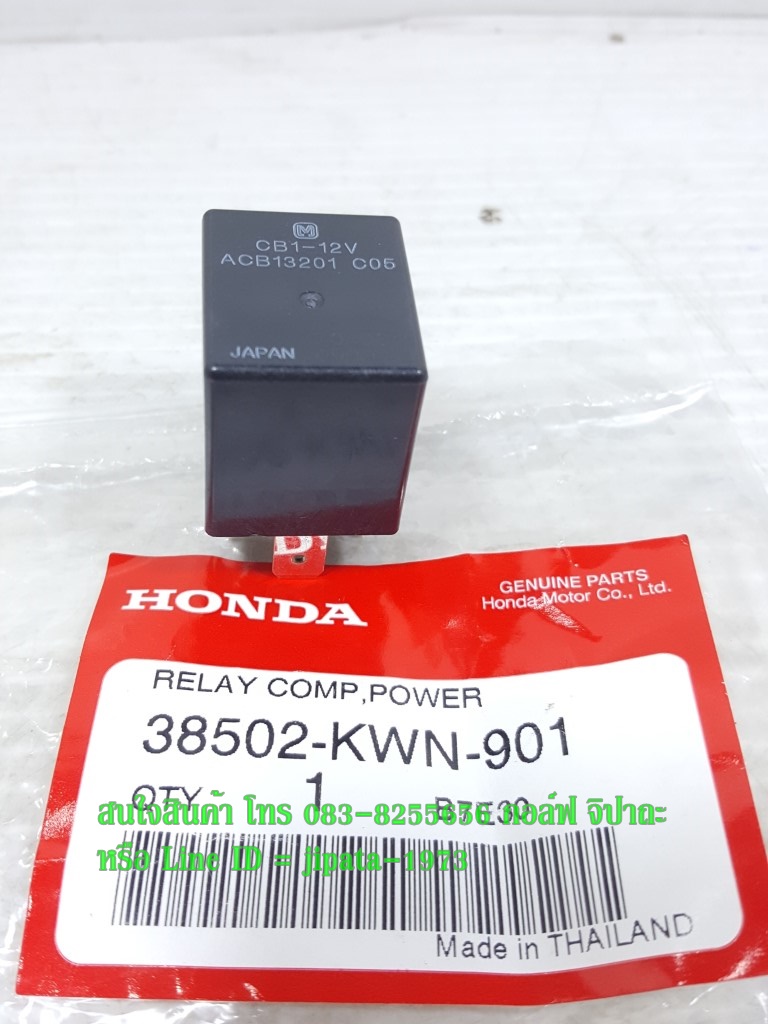 M
CB1-12V
ACB13201 C05
JAPAN
HONDA
GENUINE PARTS
Honda Motor Co., Ltd.
RELAY COMP,POWER
38502-KWN-901
QTY 1
สนใจสินค้า โทร 083-8255656 กอล์ฟ จิปาถะ
หรือ Line ID = jipata-1973
Made in THAILAND